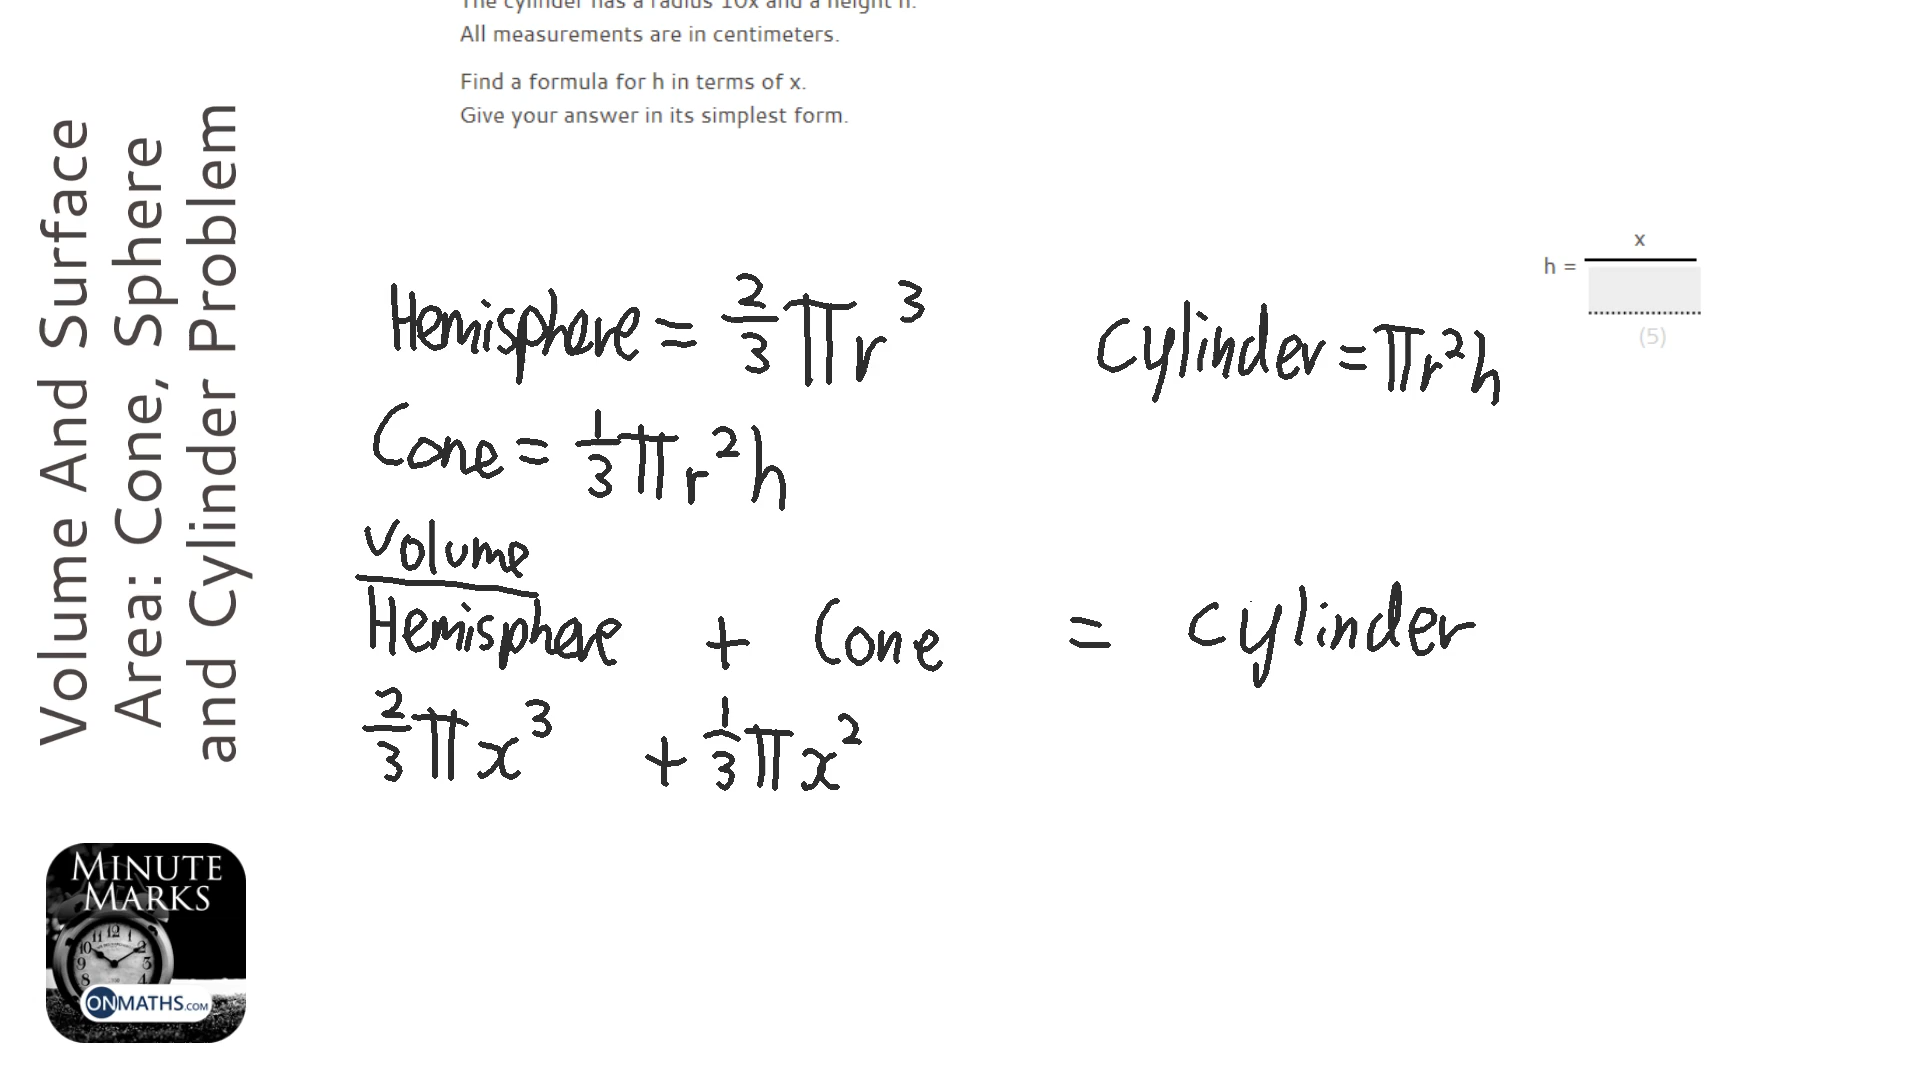 The cylinder has a radius 10x and a height h.
All measurements are in centimeters.
Find a formula for h in terms of x.
Give your answer in its simplest form.
Volume And Surface
Area: Cone, Sphere
and Cylinder Problem
h = x
(5)
Hemisphere = 2/3 πr³
Cylinder = πr²h
Cone = 1/3 πr²h
Volume
Hemisphere + Cone = Cylinder
2/3 πx³ + 1/3 πx²
MINUTE
MARKS
ONMATHS.COM